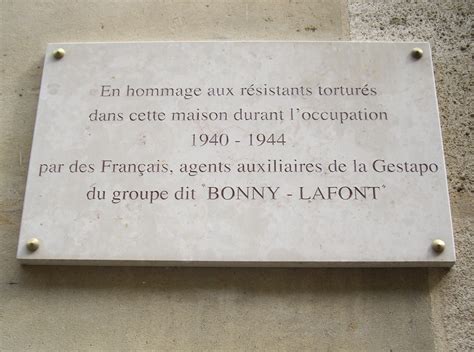 En hommage aux résistants torturés
dans cette maison durant l'occupation
1940 - 1944
par des Français, agents auxiliaires de la Gestapo
du groupe dit "BONNY - LAFONT"